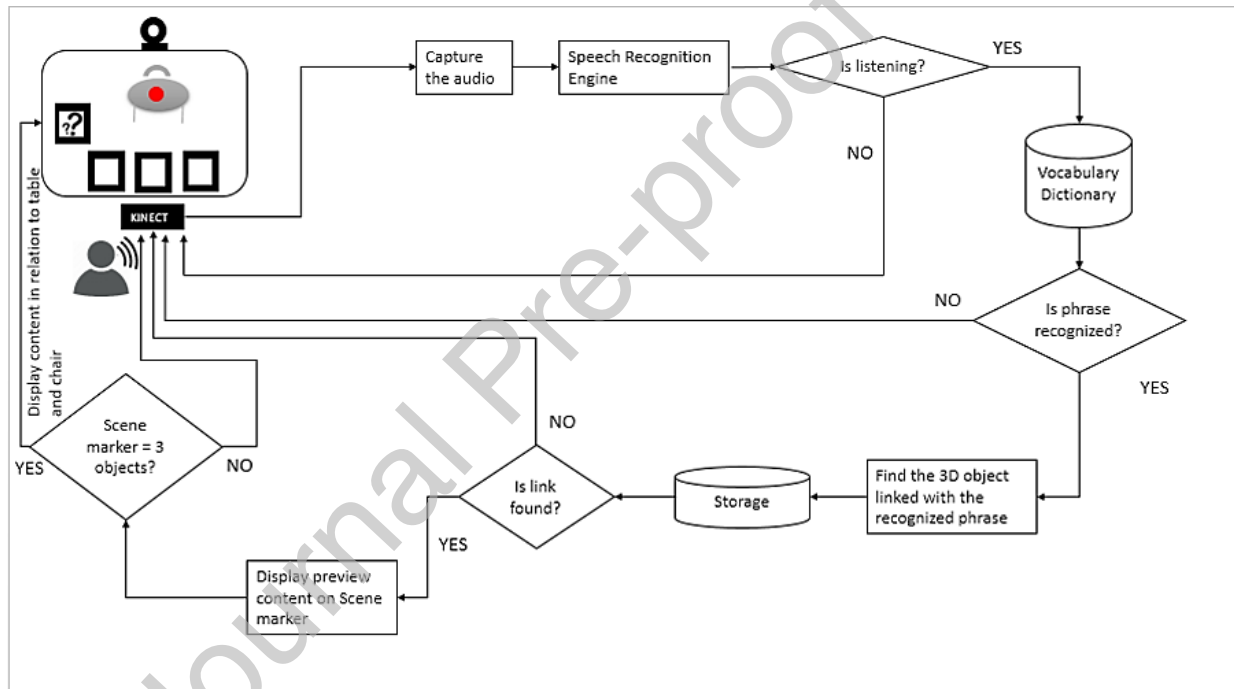 Capture
the audio
Speech Recognition
Engine
Is listening?
YES
NO
??
KINECT
Vocabulary
Dictionary
Display content in relation to table
and chair
NO
Is phrase
recognized?
YES
Scene
marker = 3
objects?
YES
NO
NO
Is link
found?
YES
Storage
Find the 3D object
linked with the
recognized phrase
Display preview
content on Scene
marker
Journal Pre-proof